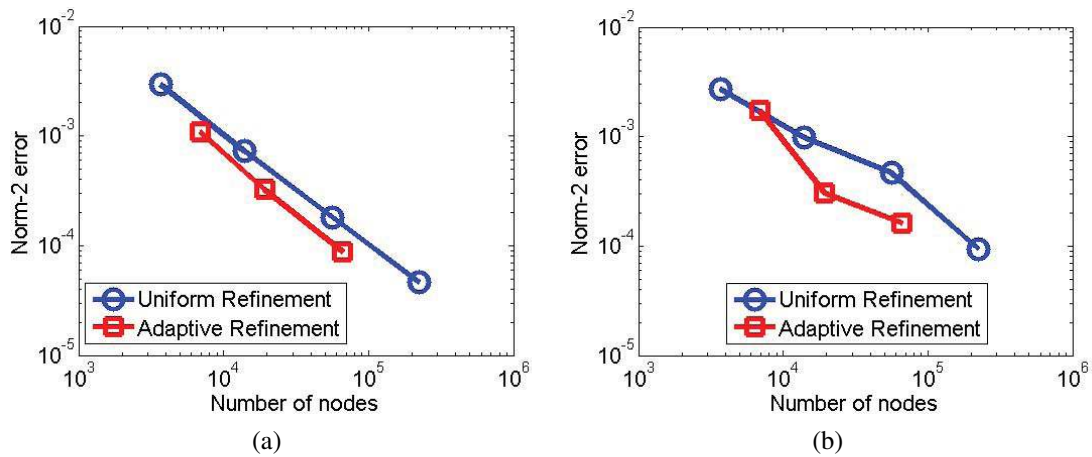 10^-2
10^-3
10^-4
10^-5
Norm-2 error
Uniform Refinement
Adaptive Refinement
10^3 10^4 10^5 10^6
Number of nodes
(a)
10^-2
10^-3
10^-4
10^-5
Norm-2 error
Uniform Refinement
Adaptive Refinement
10^3 10^4 10^5 10^6
Number of nodes
(b)